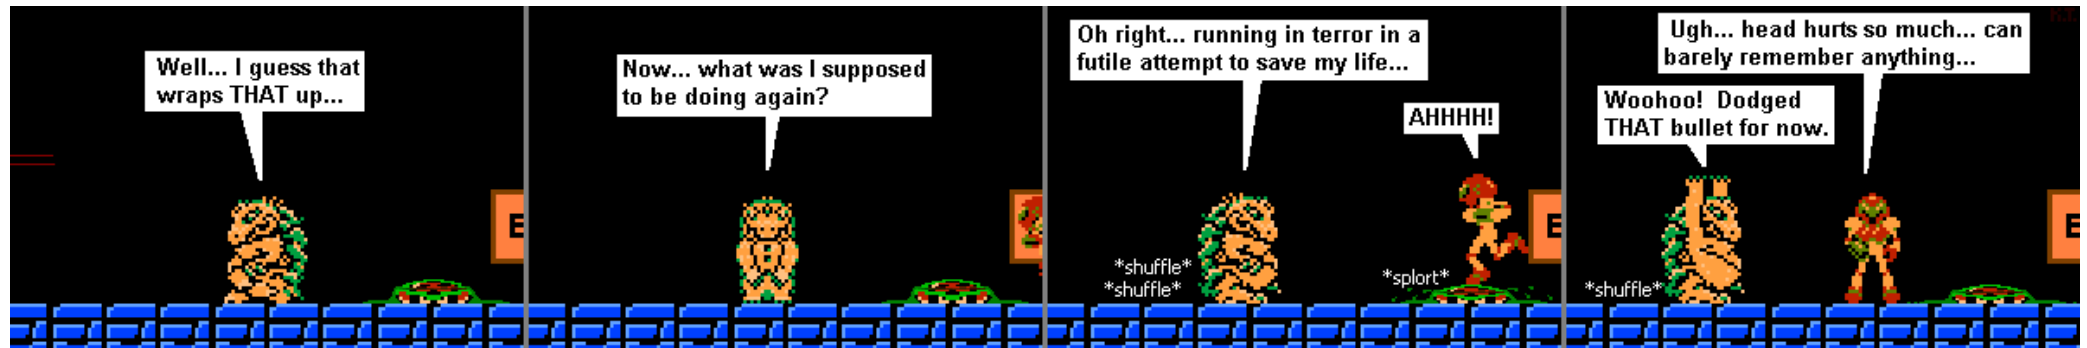 Well... I guess that
wraps THAT up...
E
Now... what was I supposed
to be doing again?
Oh right... running in terror in a
futile attempt to save my life...
AHHHH!
E
*shuffle*
*shuffle*
*splort*
Ugh... head hurts so much... can
barely remember anything...
Woohoo! Dodged
THAT bullet for now.
E
*shuffle*